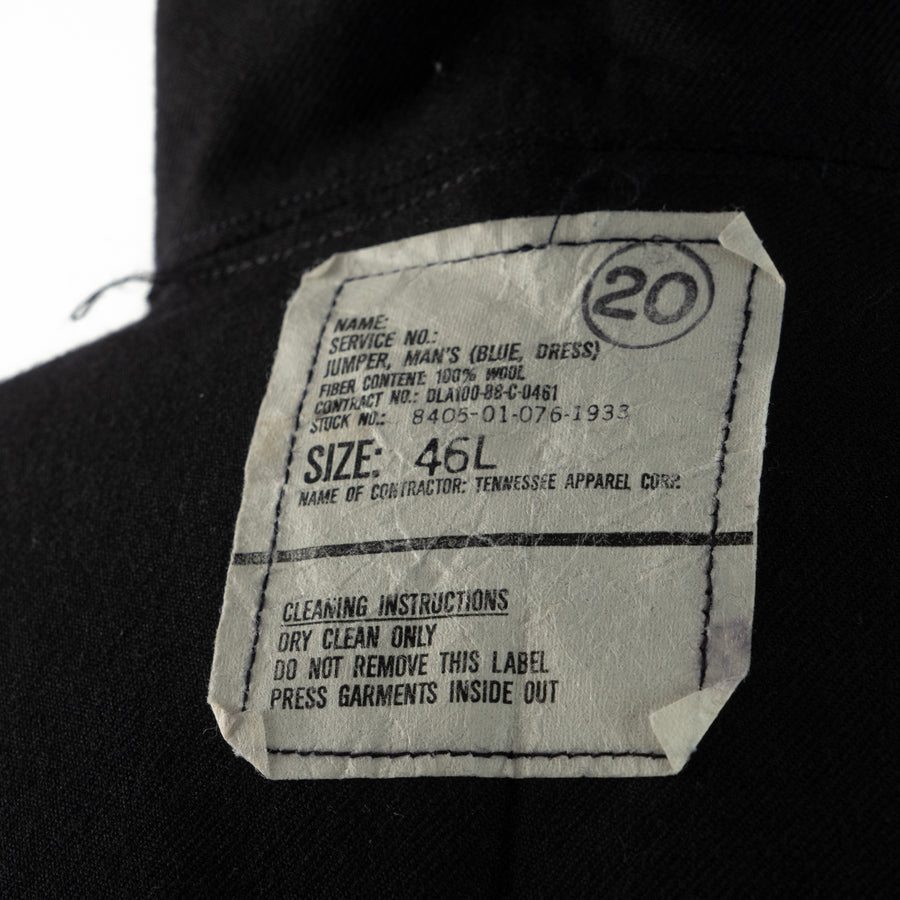 20
NAME:
SERVICE NO.:
JUMPER, MAN'S (BLUE, DRESS)
FIBER CONTENT: 100% WOOL
CONTRACT NO.: DLA100-88-C-0461
STOCK NO.: 8405-01-076-1933
SIZE: 46L
NAME OF CONTRACTOR: TENNESSEE APPAREL CORP.
CLEANING INSTRUCTIONS
DRY CLEAN ONLY
DO NOT REMOVE THIS LABEL
PRESS GARMENTS INSIDE OUT